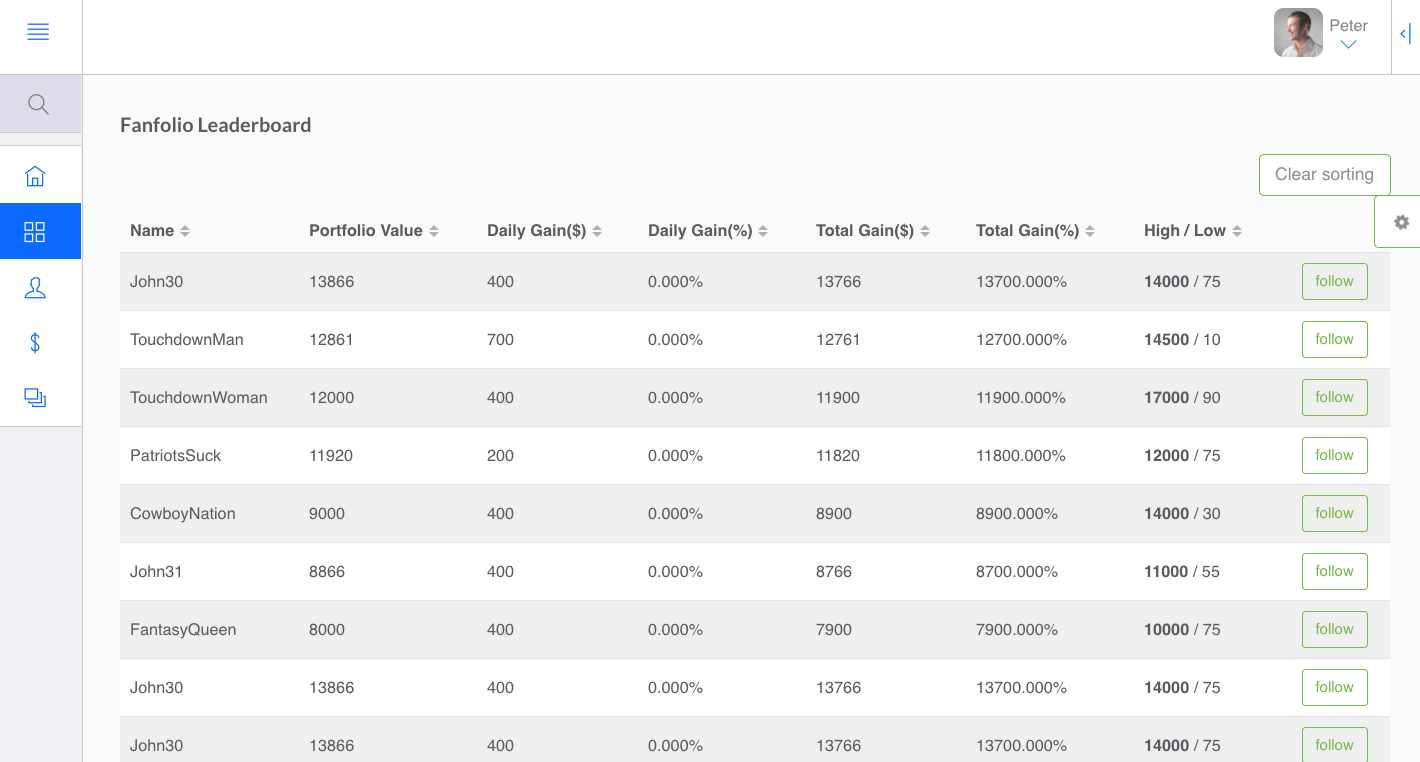 Peter
Fanfolio Leaderboard
Clear sorting
Name Portfolio Value Daily Gain($) Daily Gain(%) Total Gain($) Total Gain(%) High / Low
John30 13866 400 0.000% 13766 13700.000% 14000 / 75 follow
TouchdownMan 12861 700 0.000% 12761 12700.000% 14500 / 10 follow
TouchdownWoman 12000 400 0.000% 11900 11900.000% 17000 / 90 follow
PatriotsSuck 11920 200 0.000% 11820 11800.000% 12000 / 75 follow
CowboyNation 9000 400 0.000% 8900 8900.000% 14000 / 30 follow
John31 8866 400 0.000% 8766 8700.000% 11000 / 55 follow
FantasyQueen 8000 400 0.000% 7900 7900.000% 10000 / 75 follow
John30 13866 400 0.000% 13766 13700.000% 14000 / 75 follow
John30 13866 400 0.000% 13766 13700.000% 14000 / 75 follow